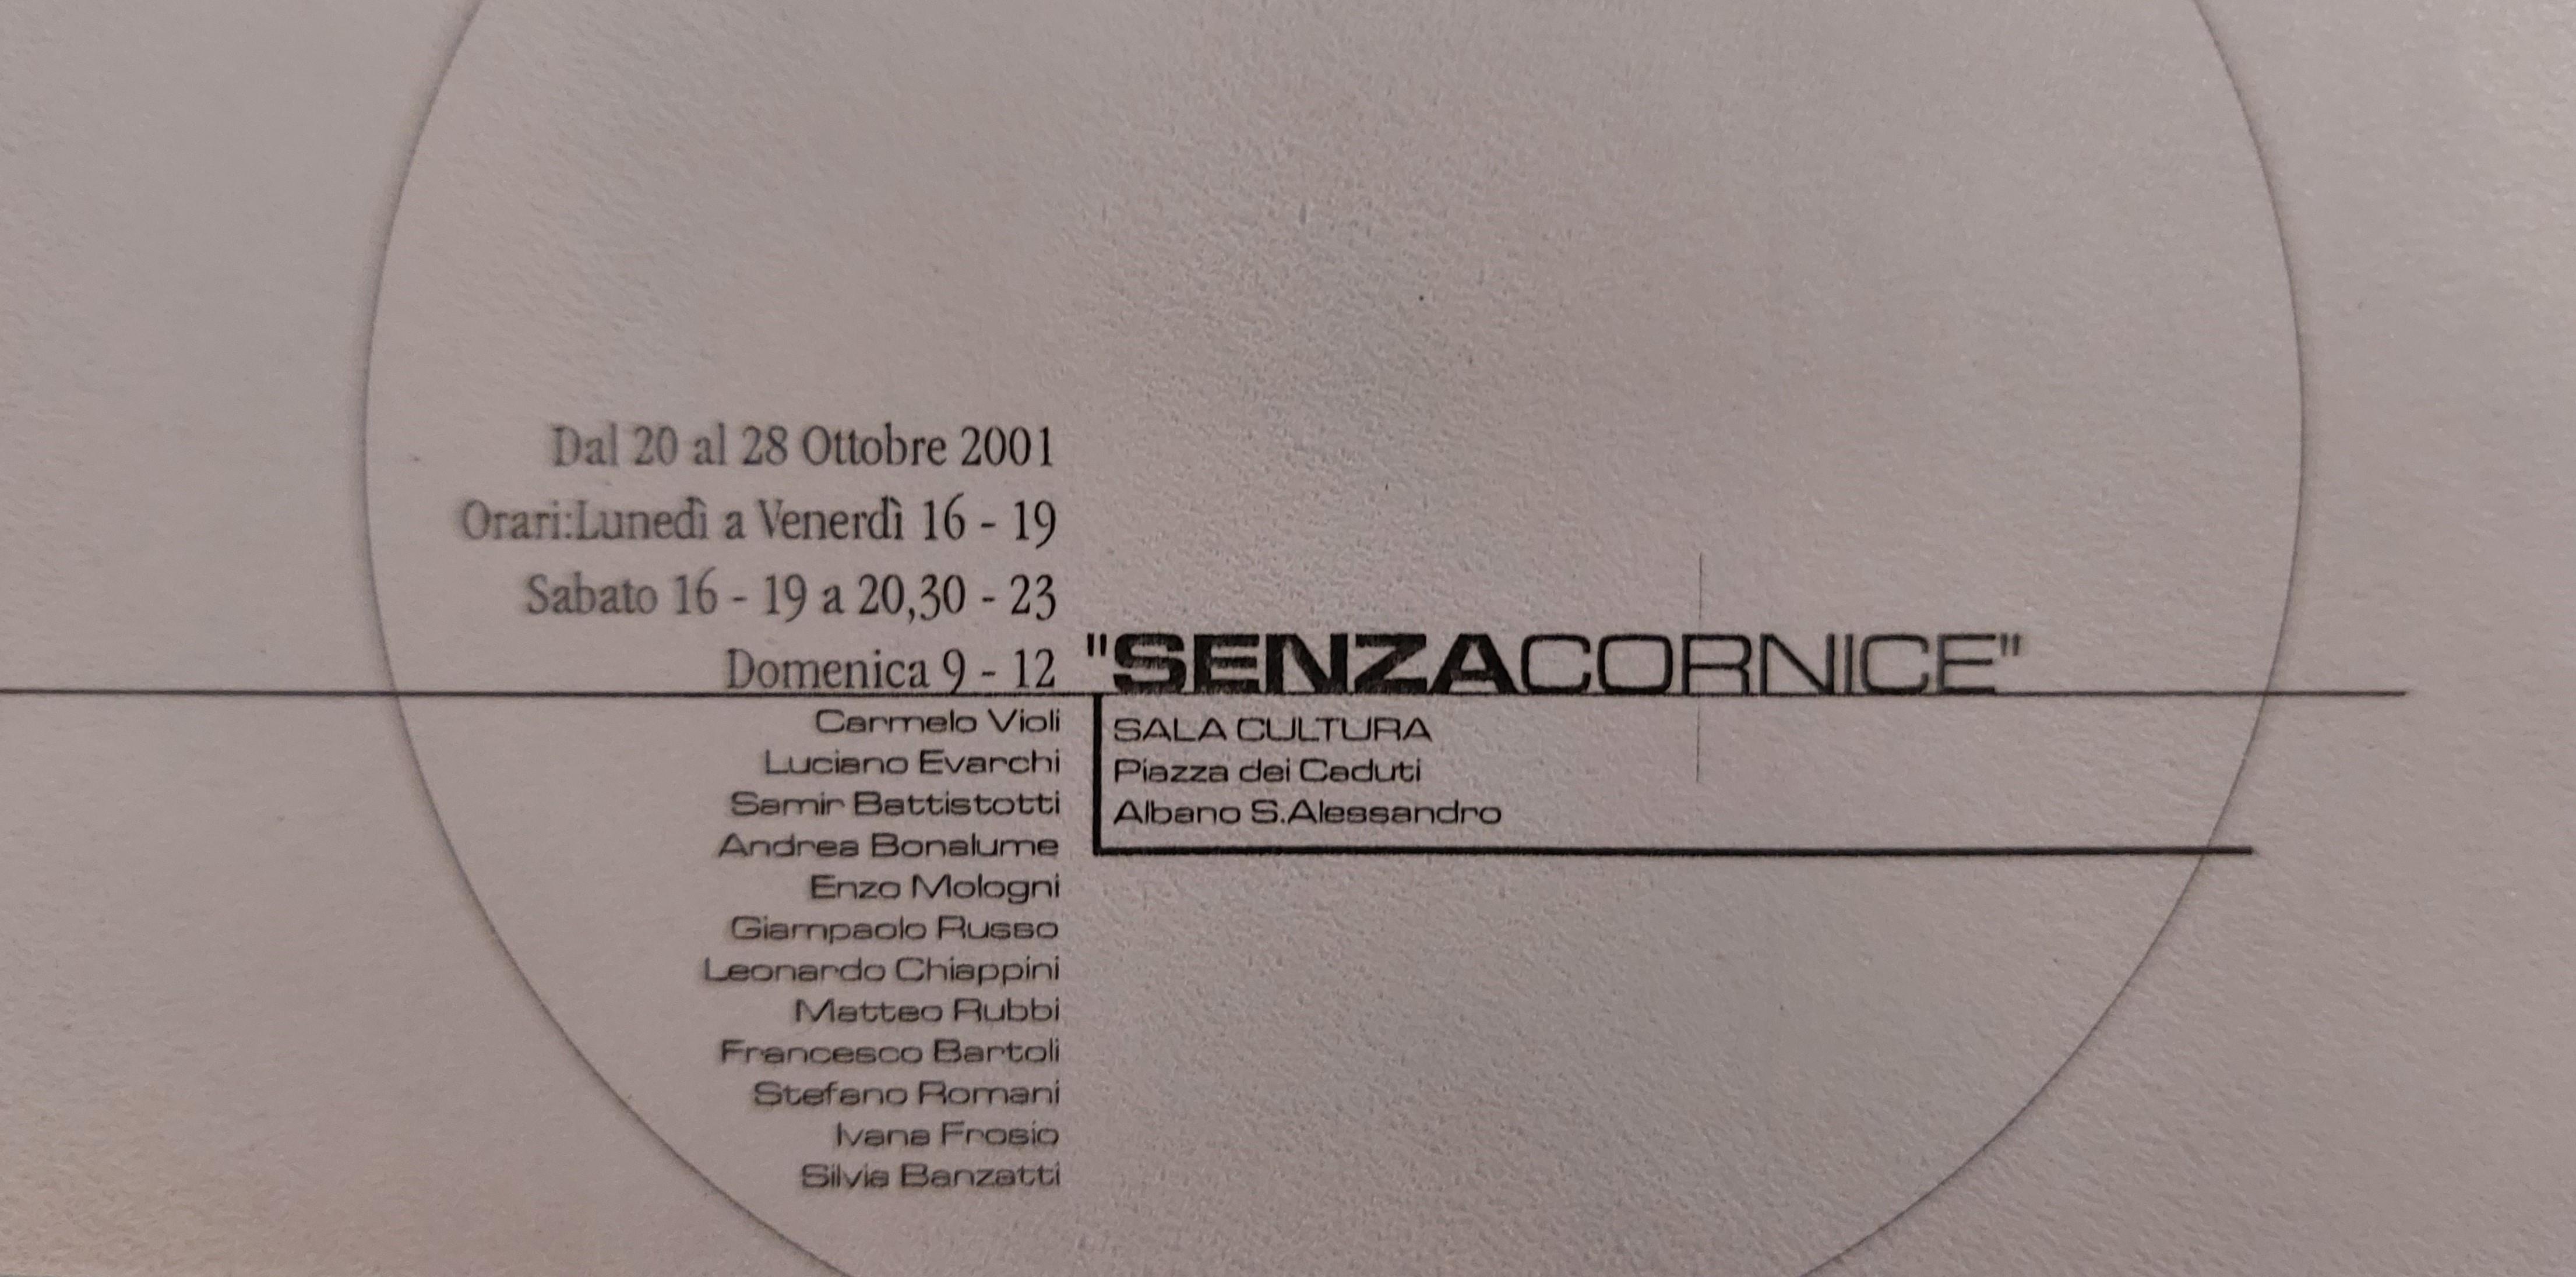 Dal 20 al 28 Ottobre 2001
Orari:Lunedì a Venerdì 16 - 19
Sabato 16 - 19 a 20,30 - 23
Domenica 9 - 12
"SENZACORNICE"
SALA CULTURA
Piazza dei Caduti
Albano S.Alessandro
Carmelo Violi
Luciano Evarchi
Samir Battistotti
Andrea Bonalume
Enzo Mologni
Giampaolo Russo
Leonardo Chiappini
Matteo Rubbi
Francesco Bartoli
Stefano Romani
Ivana Frosio
Silvia Banzatti